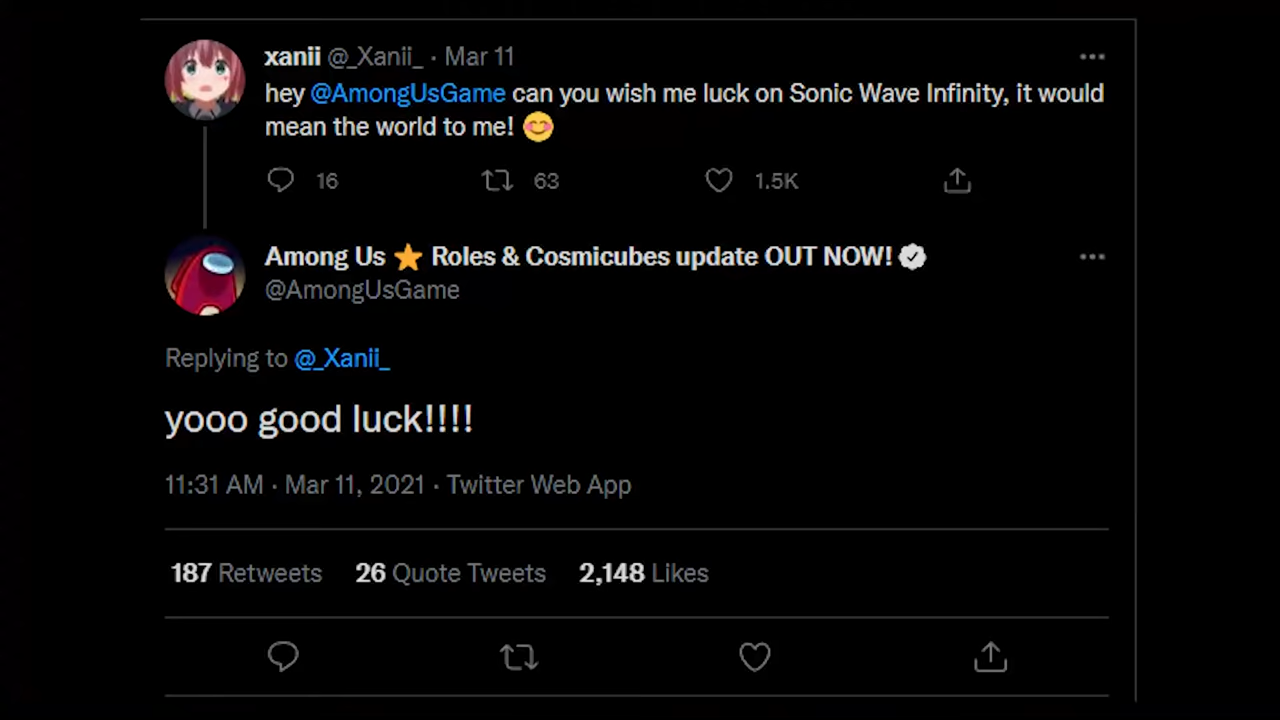 xanii @_Xanii_ · Mar 11
hey @AmongUsGame can you wish me luck on Sonic Wave Infinity, it would
mean the world to me! 😊
16 63 1.5K
Among Us ⭐ Roles & Cosmicubes update OUT NOW!
@AmongUsGame
Replying to @_Xanii_
yooo good luck!!!!
11:31 AM · Mar 11, 2021 · Twitter Web App
187 Retweets 26 Quote Tweets 2,148 Likes